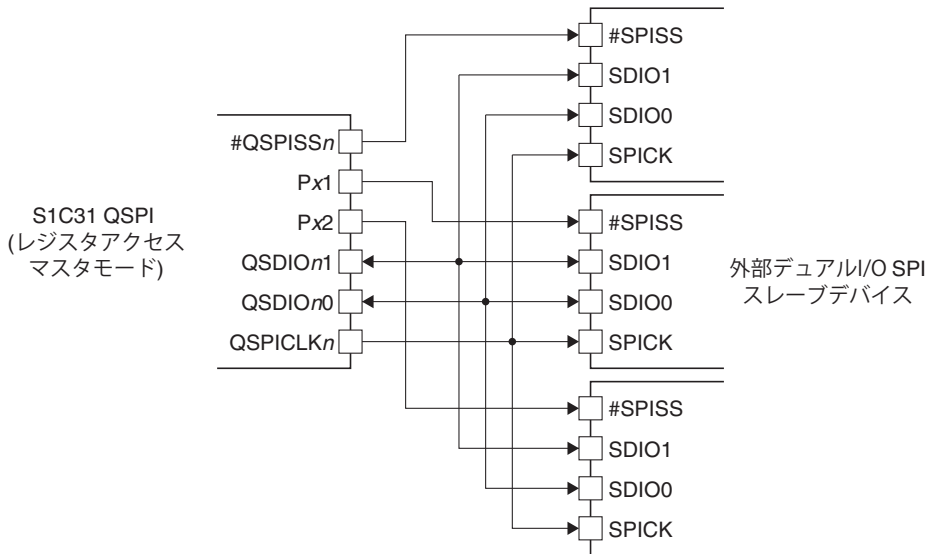 S1C31 QSPI
(レジスタアクセス
マスタモード)
#QSPISSn
Px1
Px2
QSDIOn1
QSDIOn0
QSPICLKn
#SPISS
SDIO1
SDIO0
SPICK
#SPISS
SDIO1
SDIO0
SPICK
#SPISS
SDIO1
SDIO0
SPICK
外部デュアルI/O SPI
スレーブデバイス